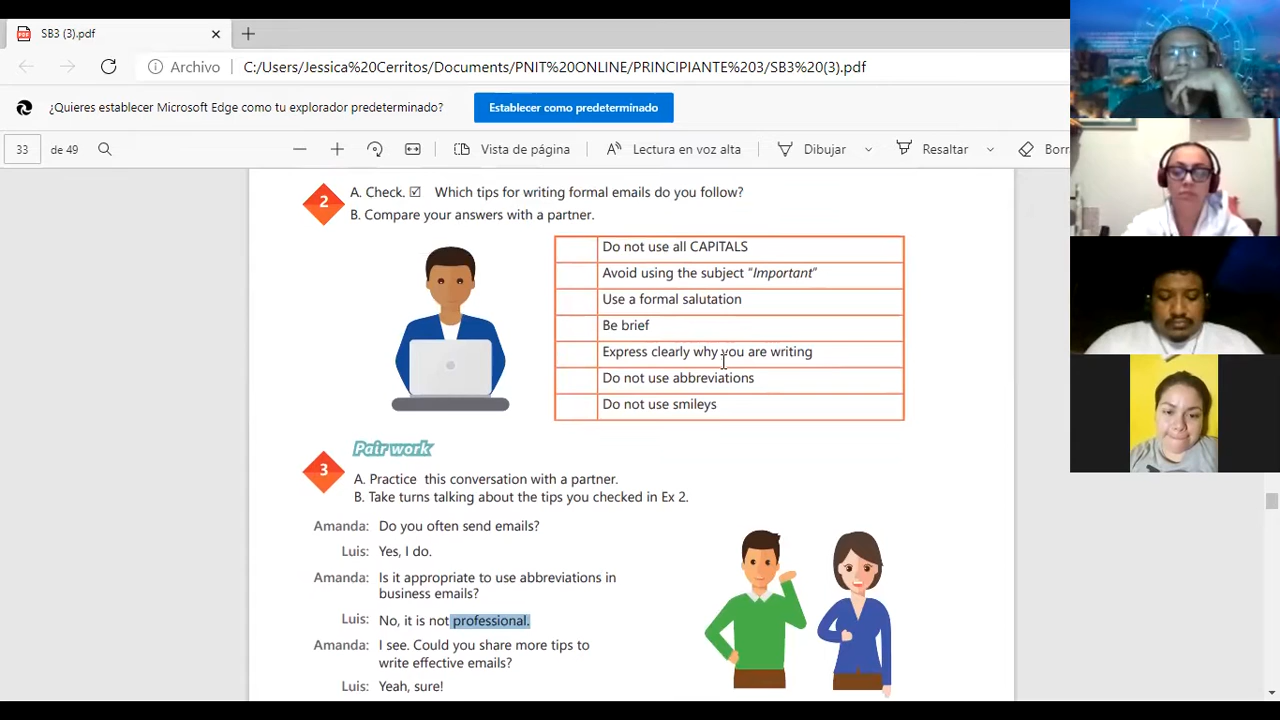 SB3 (3).pdf
Archivo C:/Users/Jessica%20Cerritos/Documents/PNIT%20ONLINE/PRINCIPIANTE%203/SB3%20(3).pdf
¿Quieres establecer Microsoft Edge como tu explorador predeterminado? Establecer como predeterminado
33 de 49 Vista de página Lectura en voz alta Dibujar Resaltar Borr
2 A. Check. ☑ Which tips for writing formal emails do you follow?
B. Compare your answers with a partner.
Do not use all CAPITALS
Avoid using the subject "Important"
Use a formal salutation
Be brief
Express clearly why you are writing
Do not use abbreviations
Do not use smileys
Pair work
3 A. Practice this conversation with a partner.
B. Take turns talking about the tips you checked in Ex 2.
Amanda: Do you often send emails?
Luis: Yes, I do.
Amanda: Is it appropriate to use abbreviations in
business emails?
Luis: No, it is not professional.
Amanda: I see. Could you share more tips to
write effective emails?
Luis: Yeah, sure!